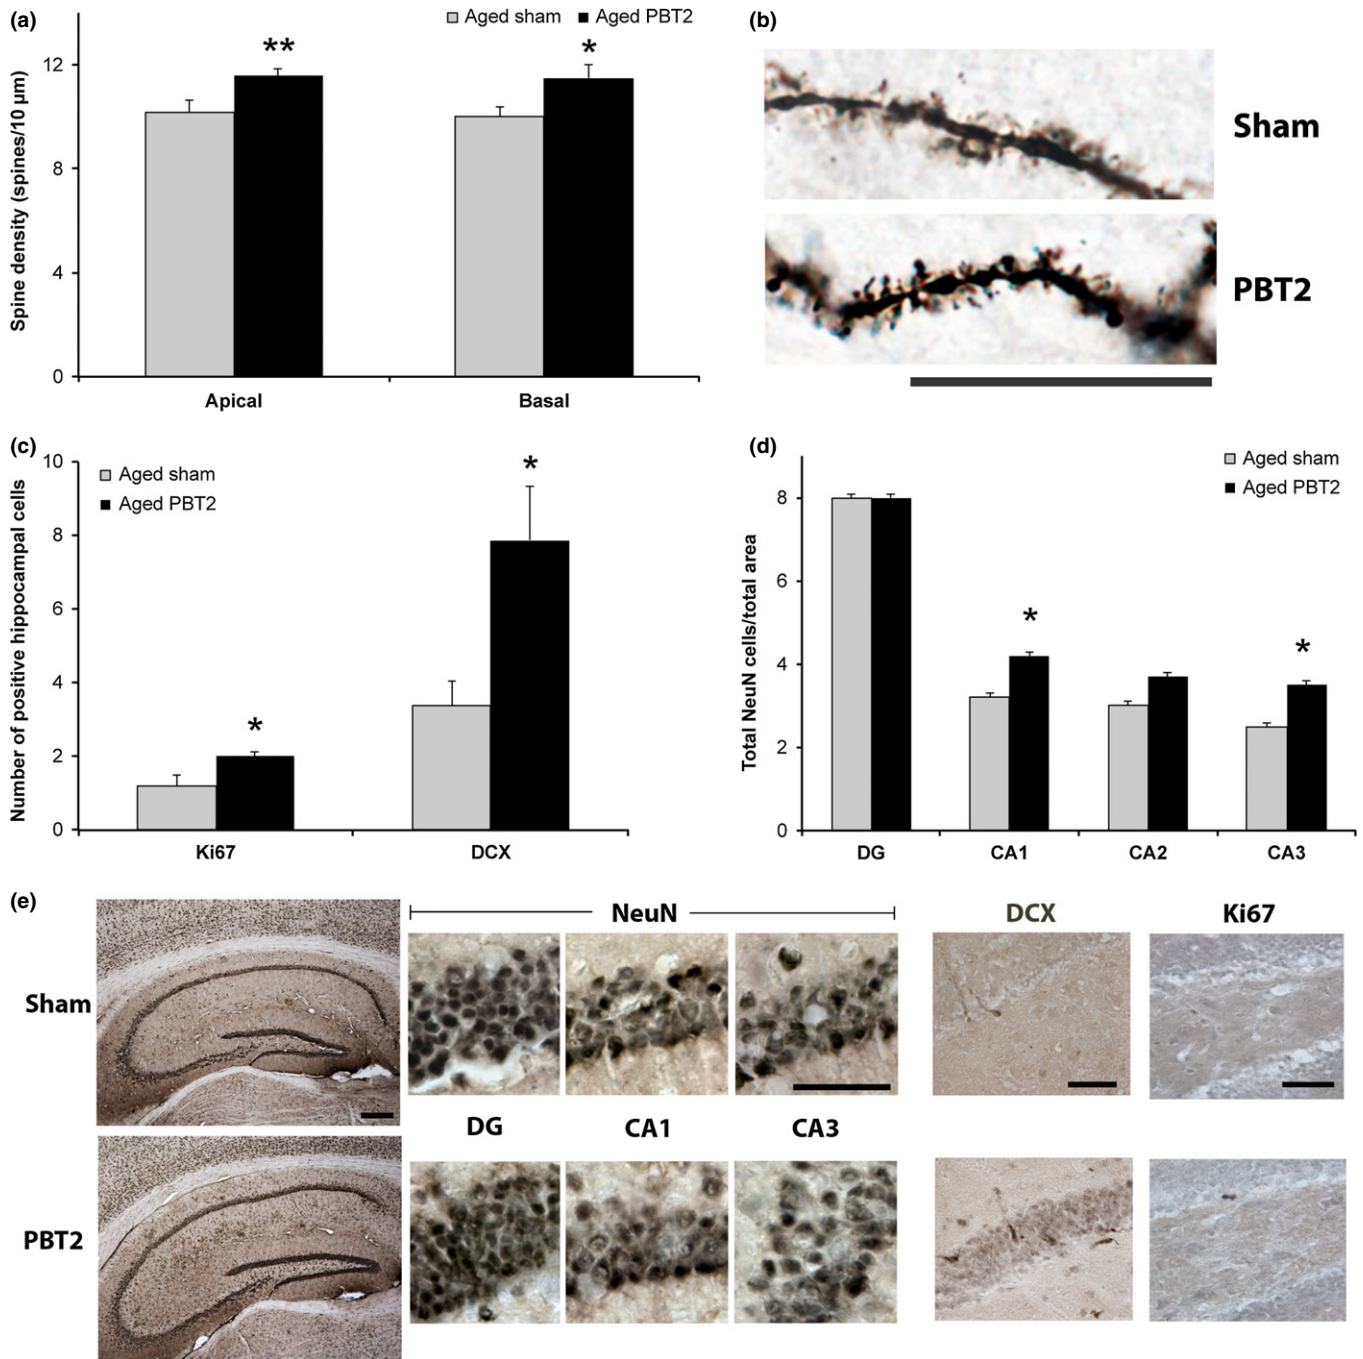 (a)
Aged sham Aged PBT2
Spine density (spines/10 µm)
12
8
4
0
** *
Apical Basal
(b)
Sham
PBT2
(c)
Aged sham
Aged PBT2
Number of positive hippocampal cells
10
8
6
4
2
0
* *
Ki67 DCX
(d)
Aged sham
Aged PBT2
Total NeuN cells/total area
8
6
4
2
0
* *
DG CA1 CA2 CA3
(e)
NeuN DCX Ki67
Sham
DG CA1 CA3
PBT2